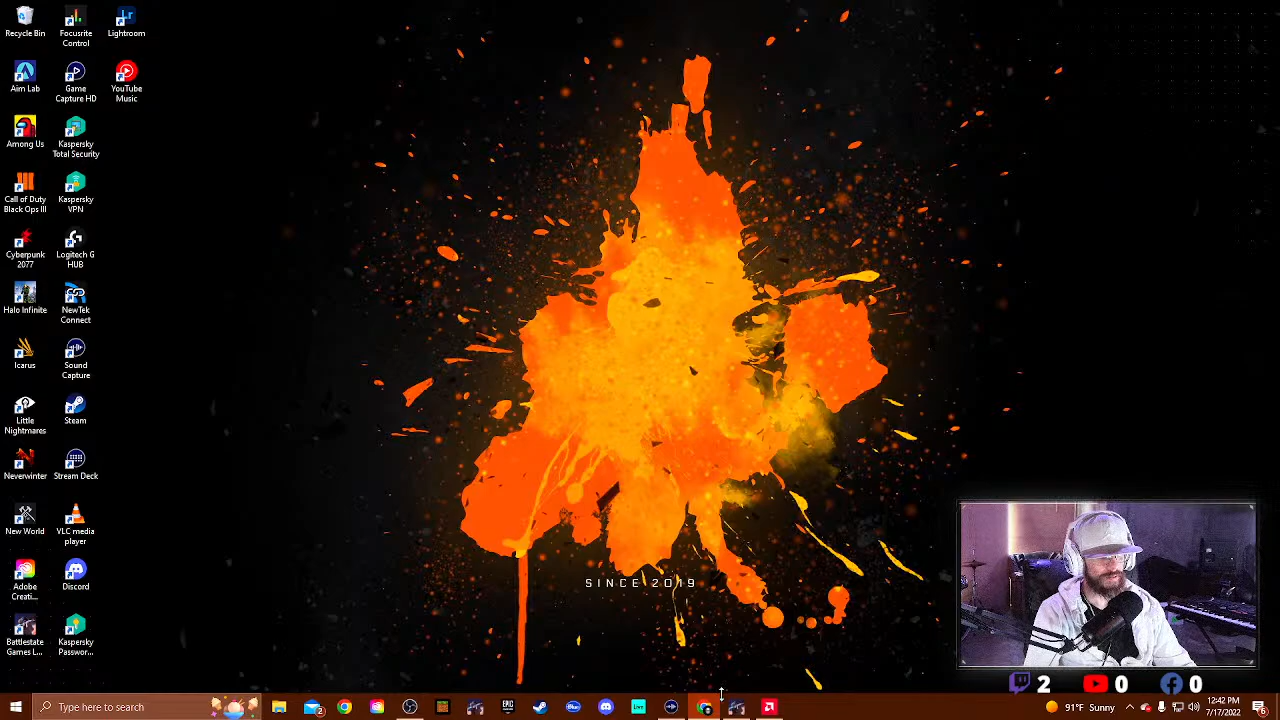 Recycle Bin
Focusrite
Control
Lightroom
Aim Lab
Game
Capture HD
YouTube
Music
Among Us
Kaspersky
Total Security
Call of Duty
Black Ops III
Kaspersky
VPN
Cyberpunk
2077
Logitech G
HUB
Halo Infinite
NewTek
Connect
Icarus
Sound
Capture
Little
Nightmares
Steam
Neverwinter
Stream Deck
New World
VLC media
player
Adobe
Creati...
Discord
Battlestate
Games L...
Kaspersky
Passwor...
SINCE 2019
2
0
0
Type here to search
91°F Sunny
12:42 PM
7/17/2022